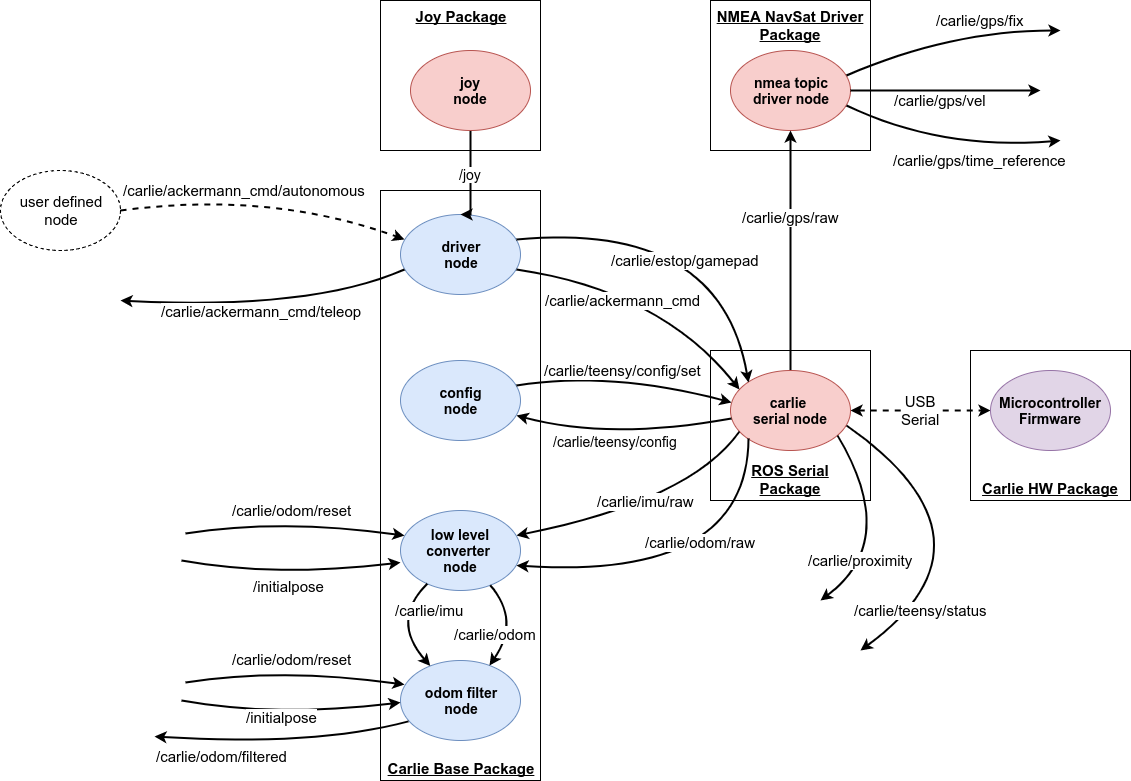 Joy Package
joy
node
/joy
NMEA NavSat Driver
Package
nmea topic
driver node
/carlie/gps/fix
/carlie/gps/vel
/carlie/gps/time_reference
/carlie/gps/raw
user defined
node
/carlie/ackermann_cmd/autonomous
/carlie/ackermann_cmd/teleop
driver
node
/carlie/estop/gamepad
/carlie/ackermann_cmd
config
node
/carlie/teensy/config/set
/carlie/teensy/config
carlie
serial node
ROS Serial
Package
USB
Serial
Microcontroller
Firmware
Carlie HW Package
/carlie/imu/raw
/carlie/odom/raw
/carlie/proximity
/carlie/teensy/status
/carlie/odom/reset
/initialpose
low level
converter
node
/carlie/imu
/carlie/odom
/carlie/odom/reset
/initialpose
/carlie/odom/filtered
odom filter
node
Carlie Base Package